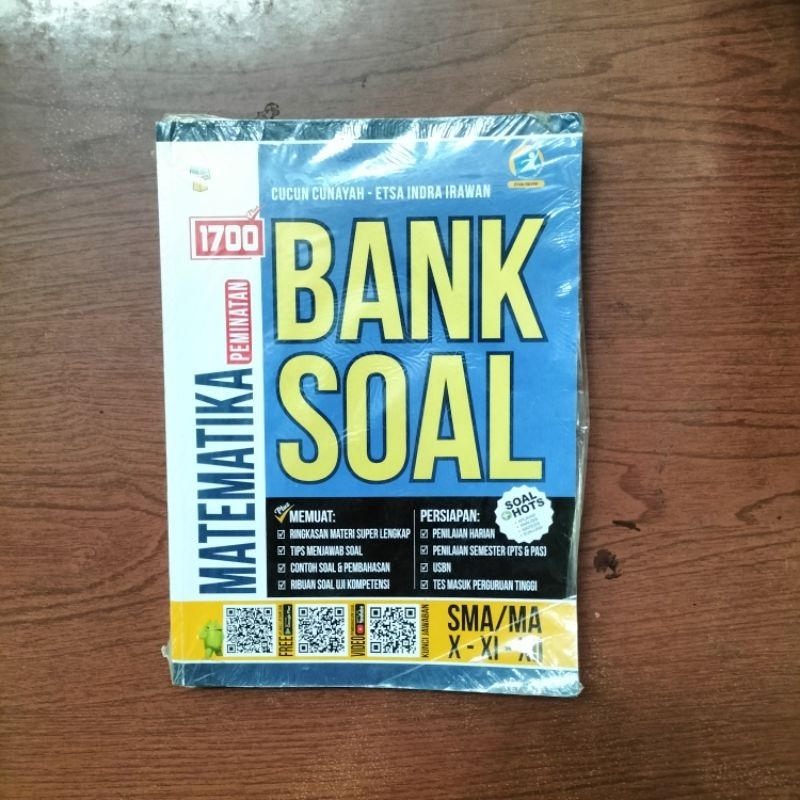 CUCUN CUNAYAH - ETSA INDRA IRAWAN
1700
BANK
SOAL
MATEMATIKA
PEMINATAN
SOAL
HOTS
Plus
MEMUAT:
RINGKASAN MATERI SUPER LENGKAP
TIPS MENJAWAB SOAL
CONTOH SOAL & PEMBAHASAN
RIBUAN SOAL UJI KOMPETENSI
PERSIAPAN:
PENILAIAN HARIAN
PENILAIAN SEMESTER (PTS & PAS)
USBN
TES MASUK PERGURUAN TINGGI
FREE
VIDEO
KUNCI JAWABAN
SMA/MA
X - XI - XII